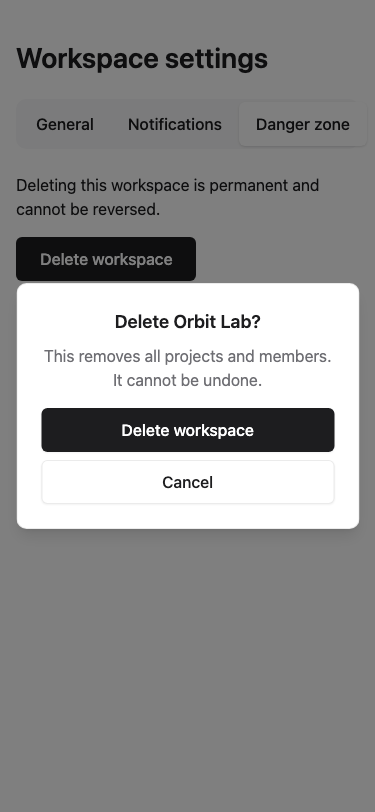 Workspace settings
General
Notifications
Danger zone
Deleting this workspace is permanent and
cannot be reversed.
Delete workspace
Delete Orbit Lab?
This removes all projects and members.
It cannot be undone.
Delete workspace
Cancel